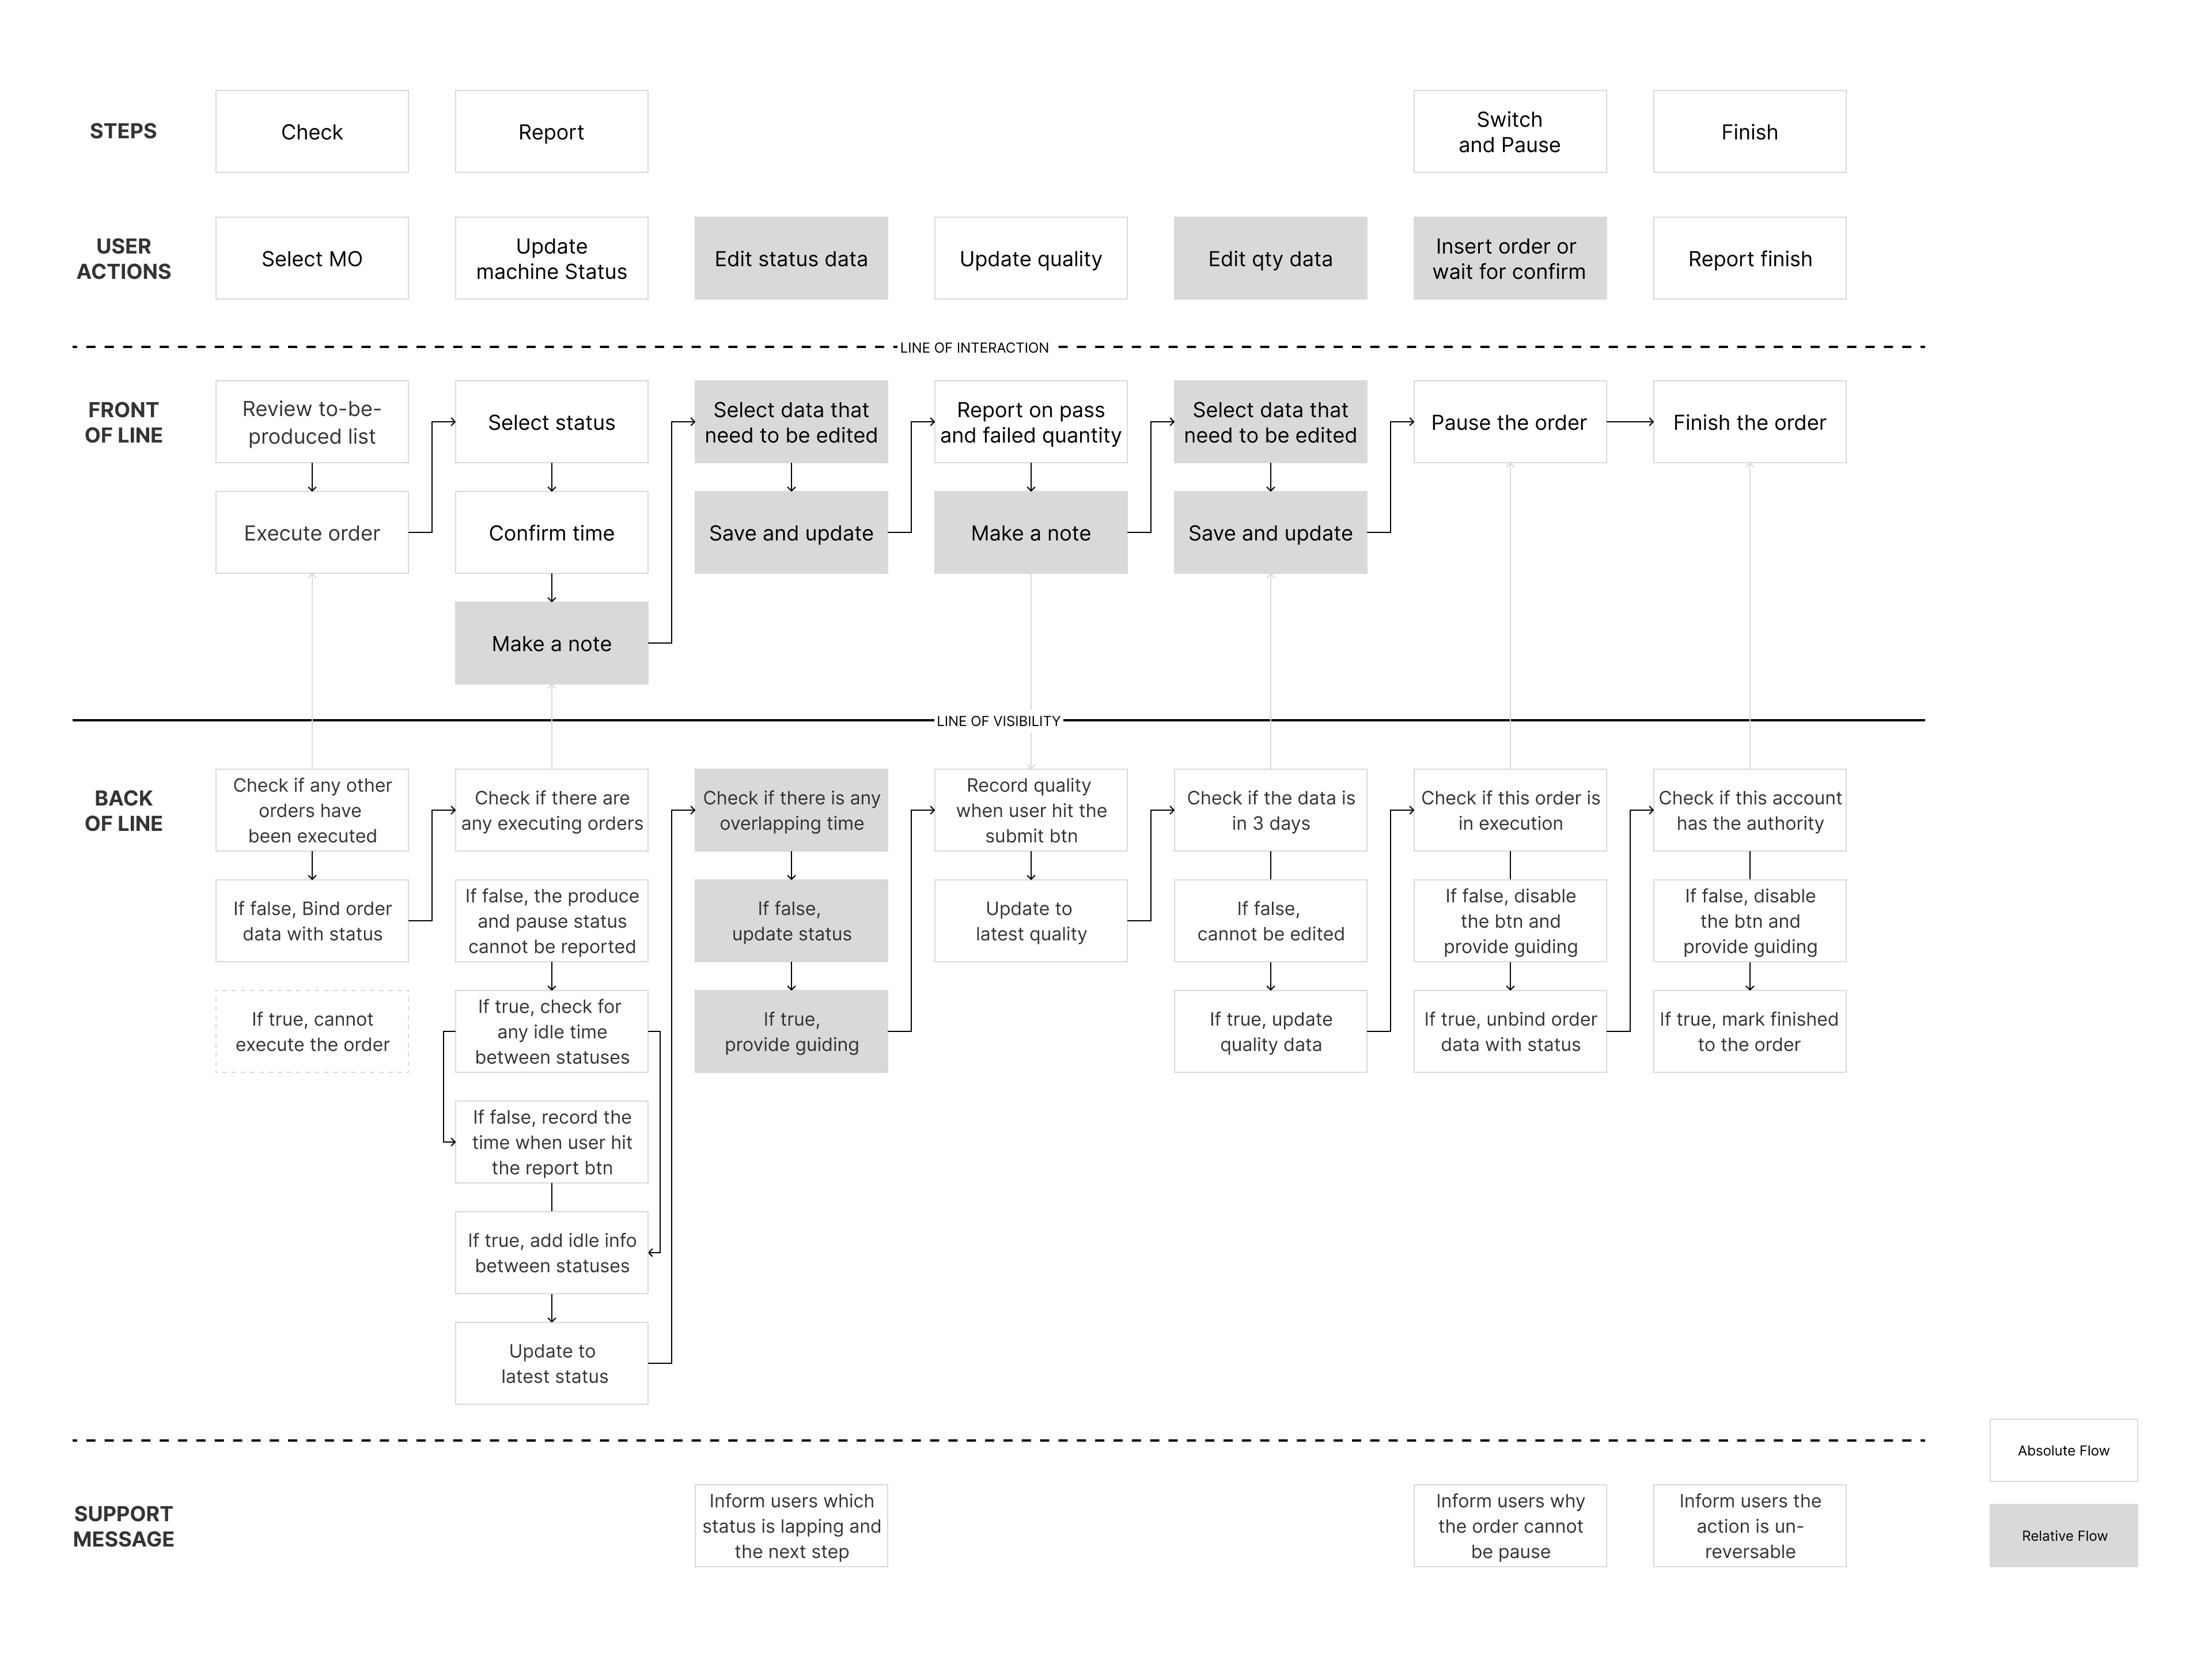 STEPS
Check
Report
Switch
and Pause
Finish
USER
ACTIONS
Select MO
Update
machine Status
Edit status data
Update quality
Edit qty data
Insert order or
wait for confirm
Report finish
LINE OF INTERACTION
FRONT
OF LINE
Review to-be-
produced list
Select status
Select data that
need to be edited
Report on pass
and failed quantity
Select data that
need to be edited
Pause the order
Finish the order
Execute order
Confirm time
Save and update
Make a note
Save and update
Make a note
LINE OF VISIBILITY
BACK
OF LINE
Check if any other
orders have
been executed
Check if there are
any executing orders
Check if there is any
overlapping time
Record quality
when user hit the
submit btn
Check if the data is
in 3 days
Check if this order is
in execution
Check if this account
has the authority
If false, Bind order
data with status
If false, the produce
and pause status
cannot be reported
If false,
update status
Update to
latest quality
If false,
cannot be edited
If false, disable
the btn and
provide guiding
If false, disable
the btn and
provide guiding
If true, cannot
execute the order
If true, check for
any idle time
between statuses
If true,
provide guiding
If true, update
quality data
If true, unbind order
data with status
If true, mark finished
to the order
If false, record the
time when user hit
the report btn
If true, add idle info
between statuses
Update to
latest status
SUPPORT
MESSAGE
Inform users which
status is lapping and
the next step
Inform users why
the order cannot
be pause
Inform users the
action is un-
reversable
Absolute Flow
Relative Flow